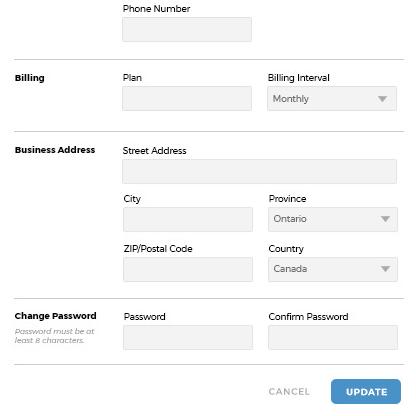 Phone Number
Billing
Plan
Billing Interval
Monthly
Business Address
Street Address
City
Province
Ontario
ZIP/Postal Code
Country
Canada
Change Password
Password must be at
least 8 characters.
Password
Confirm Password
CANCEL
UPDATE